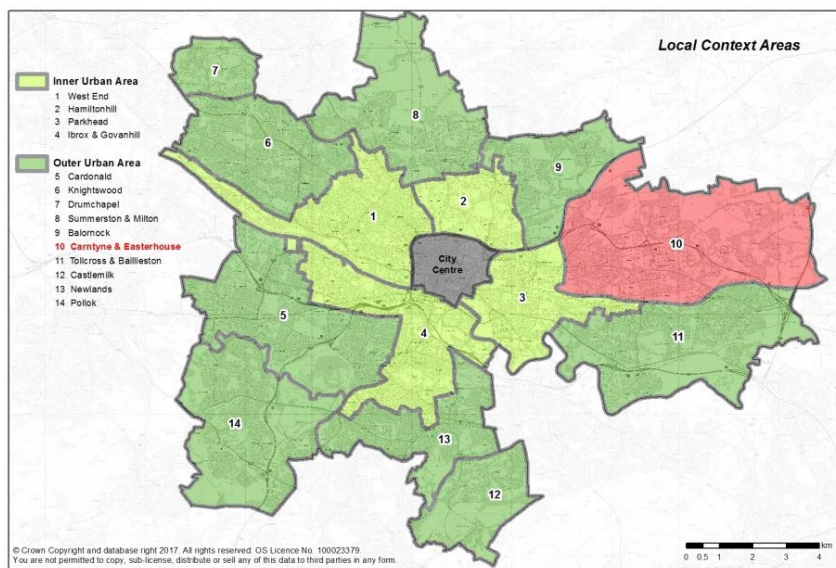 Local Context Areas
Inner Urban Area
1 West End
2 Hamiltonhill
3 Parkhead
4 Ibrox & Govanhill
Outer Urban Area
5 Cardonald
6 Knightswood
7 Drumchapel
8 Summerston & Milton
9 Balornock
10 Carntyne & Easterhouse
11 Tollcross & Baillieston
12 Castlemilk
13 Newlands
14 Pollok
7
8
6
9
2
1
10
City
Centre
3
11
5
4
14
13
12
© Crown Copyright and database right 2017. All rights reserved. OS Licence No. 100023379.
You are not permitted to copy, sub-license, distribute or sell any of this data to third parties in any form.
km
0 0.5 1 2 3 4